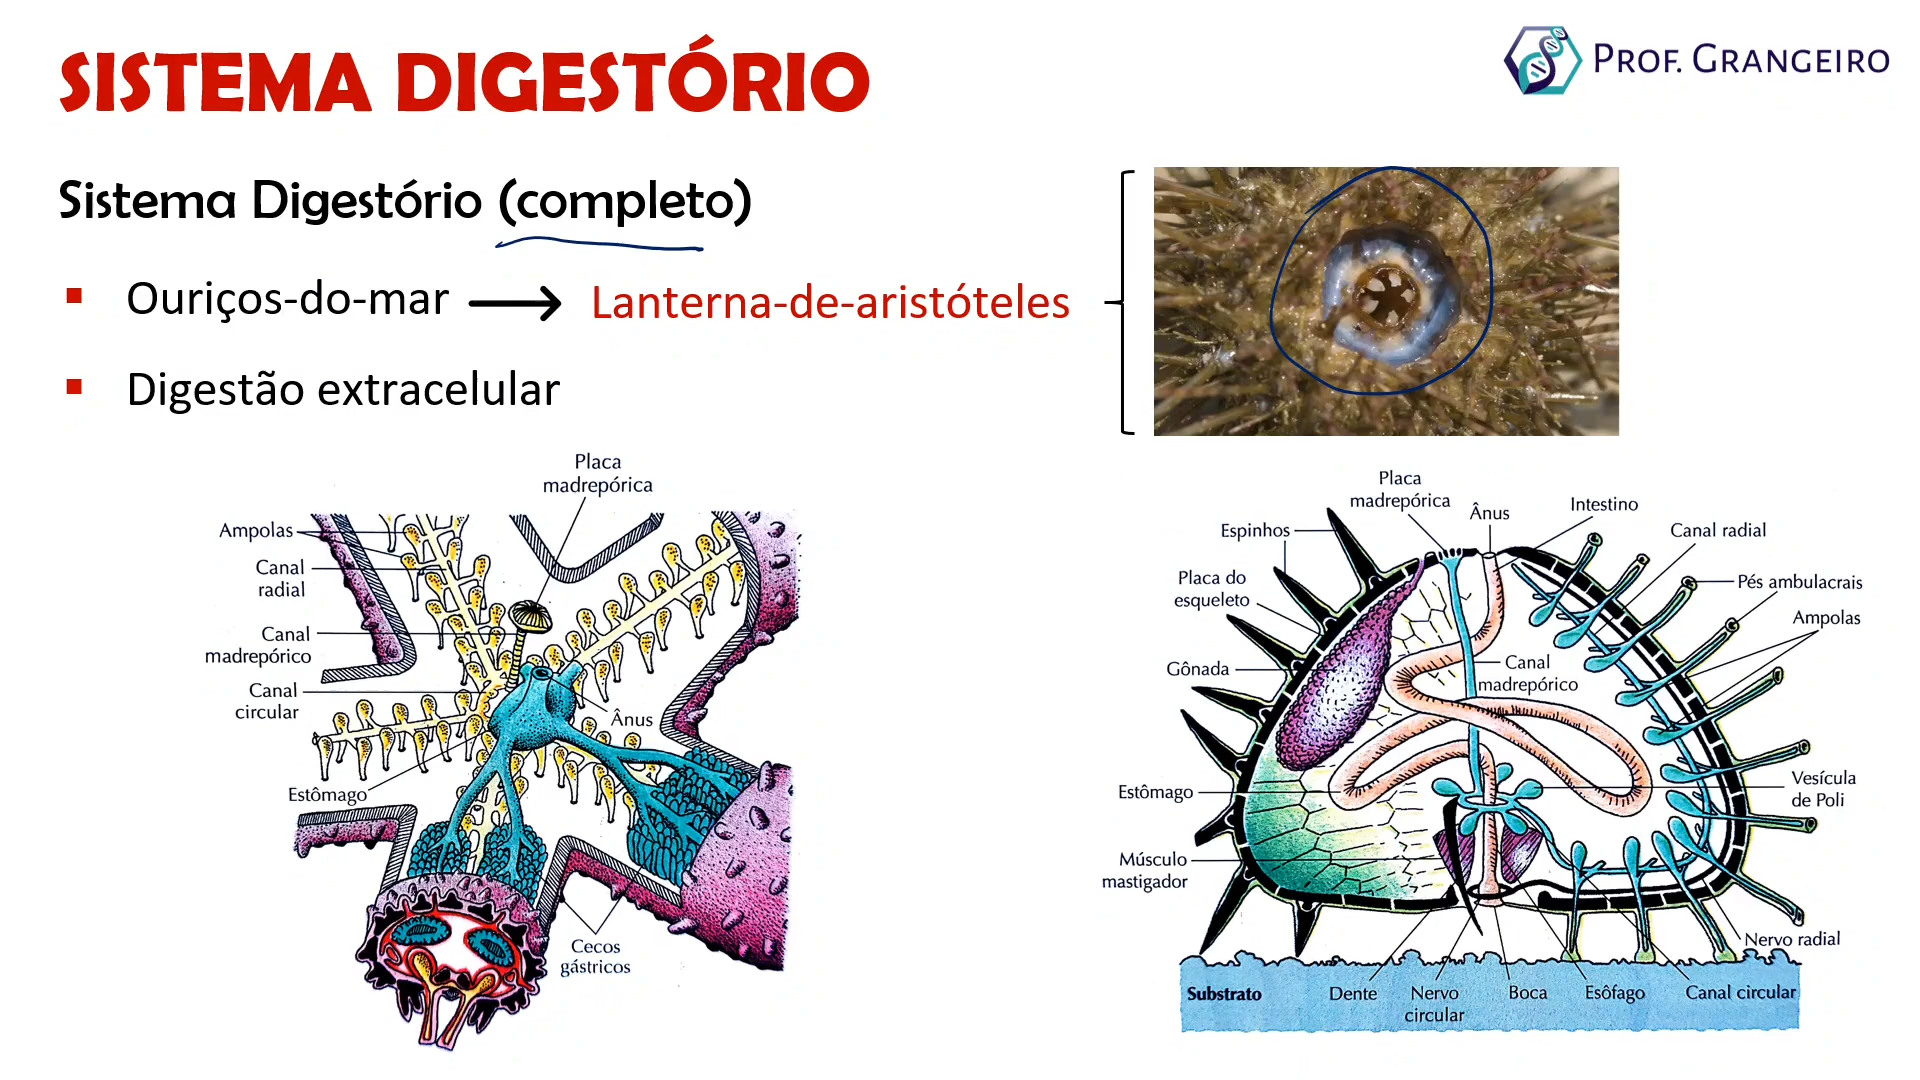 SISTEMA DIGESTÓRIO
PROF. GRANGEIRO
Sistema Digestório (completo)
Ouriços-do-mar
Lanterna-de-aristóteles
Digestão extracelular
Placa
madrepórica
Ampolas
Canal
radial
Canal
madrepórico
Canal
circular
Ânus
Estômago
Cecos
gástricos
Placa
madrepórica
Ânus
Intestino
Espinhos
Canal radial
Placa do
esqueleto
Pés ambulacrais
Ampolas
Gônada
Canal
madrepórico
Estômago
Vesícula
de Poli
Músculo
mastigador
Nervo radial
Substrato
Dente
Nervo
circular
Boca
Esôfago
Canal circular